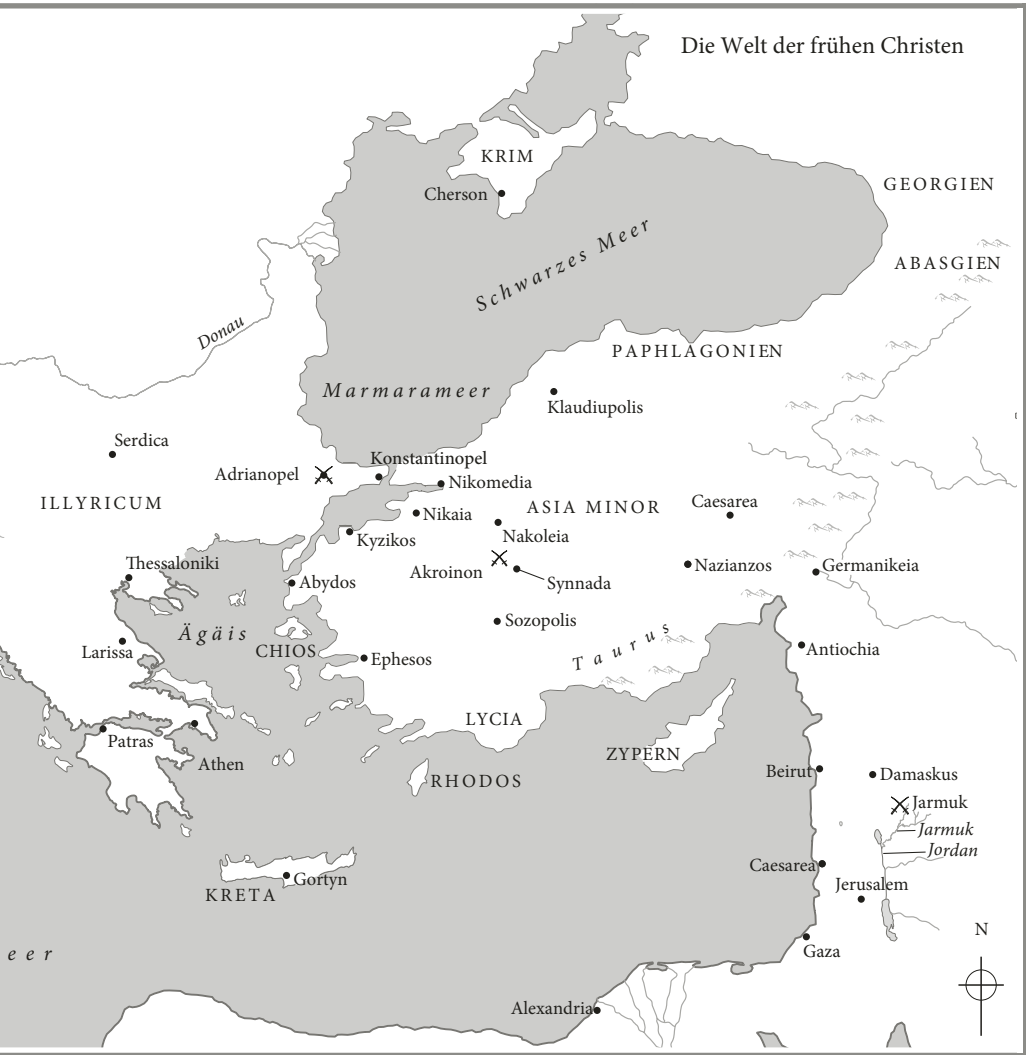 Die Welt der frühen Christen
KRIM
GEORGIEN
Cherson
Schwarzes Meer
ABASGIEN
Donau
PAPHLAGONIEN
Marmarameer
Klaudiupolis
Serdica
Konstantinopel
Adrianopel
Nikomedia
ILLYRICUM
ASIA MINOR
Caesarea
Nikaia
Nakoleia
Kyzikos
Thessaloniki
Akroinon
Nazianzos
Germanikeia
Abydos
Synnada
Sozopolis
Ägäis
Taurus
Larissa
CHIOS
Ephesos
Antiochia
LYCIA
Patras
ZYPERN
Athen
Beirut
Damaskus
RHODOS
Jarmuk
Jarmuk
Jordan
Caesarea
Gortyn
Jerusalem
KRETA
N
eer
Gaza
Alexandria